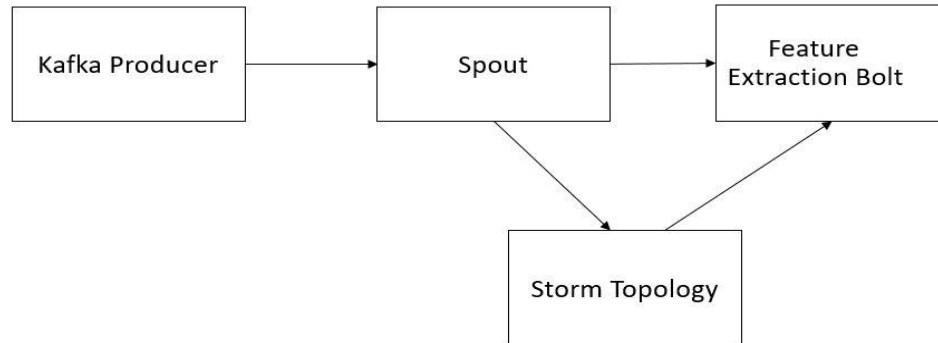 Kafka Producer
Spout
Feature
Extraction Bolt
Storm Topology